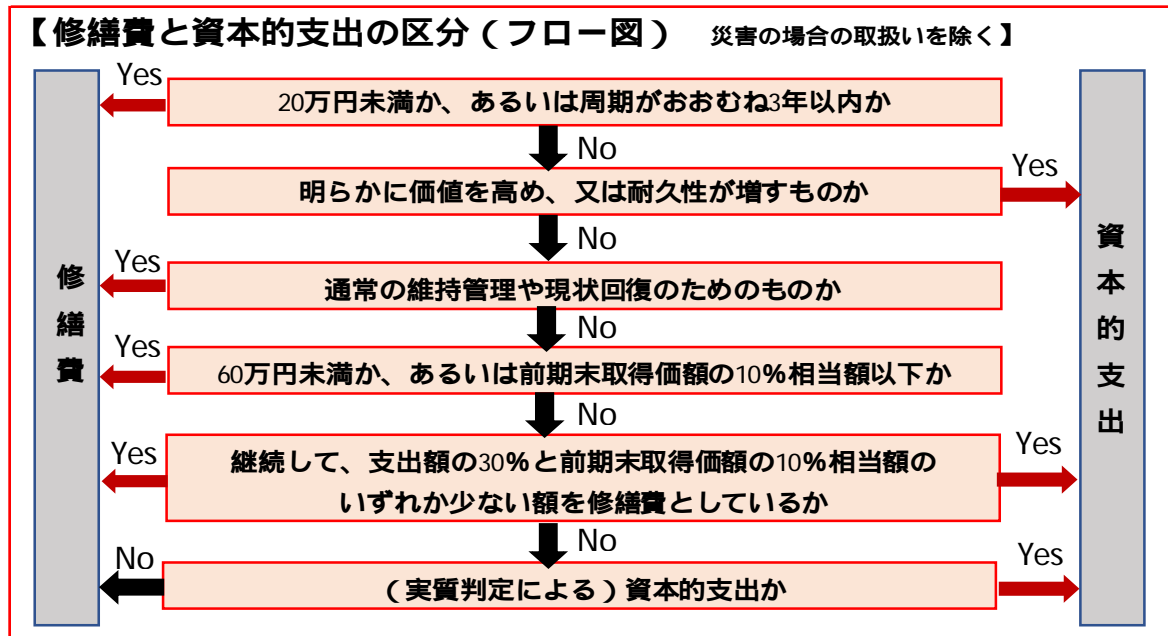 【修繕費と資本的支出の区分（フロー図） 災害の場合の取扱いを除く】
Yes
20万円未満か、あるいは周期がおおむね3年以内か
No
Yes
明らかに価値を高め、又は耐久性が増すものか
No
Yes
通常の維持管理や現状回復のためのものか
No
Yes
60万円未満か、あるいは前期末取得価額の10%相当額以下か
No
Yes
継続して、支出額の30%と前期末取得価額の10%相当額の
いずれか少ない額を修繕費としているか
Yes
No
No
（実質判定による）資本的支出か
Yes
修繕費
資本的支出